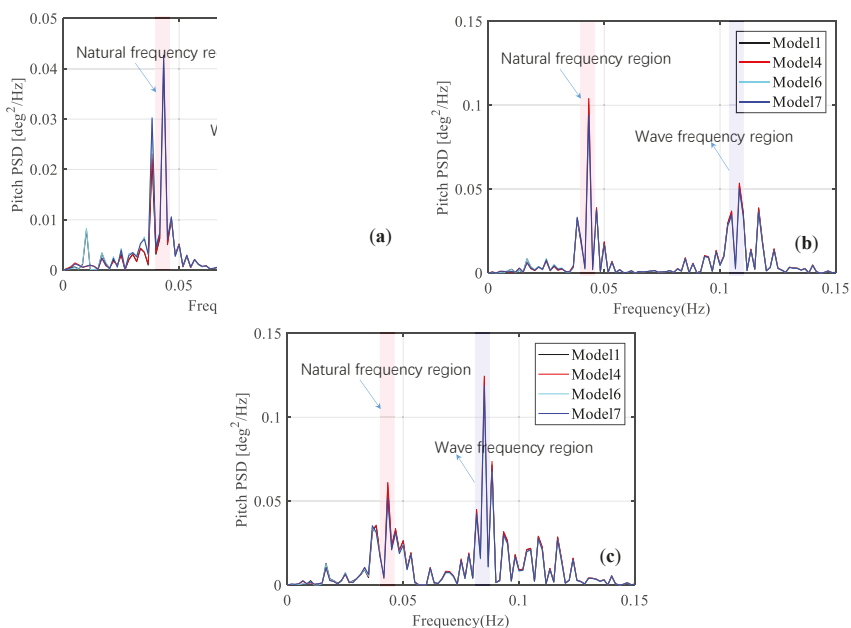 0.05
0.04
0.03
0.02
0.01
0
0
0.05
Pitch PSD [deg²/Hz]
Natural frequency re
W
Frequ
(a)
0.15
0.1
0.05
0
0
0.05
0.1
0.15
Pitch PSD [deg²/Hz]
Natural frequency region
Wave frequency region
Model1
Model4
Model6
Model7
(b)
Frequency(Hz)
0.15
0.1
0.05
0
0
0.05
0.1
0.15
Pitch PSD [deg²/Hz]
Natural frequency region
Wave frequency region
Model1
Model4
Model6
Model7
(c)
Frequency(Hz)